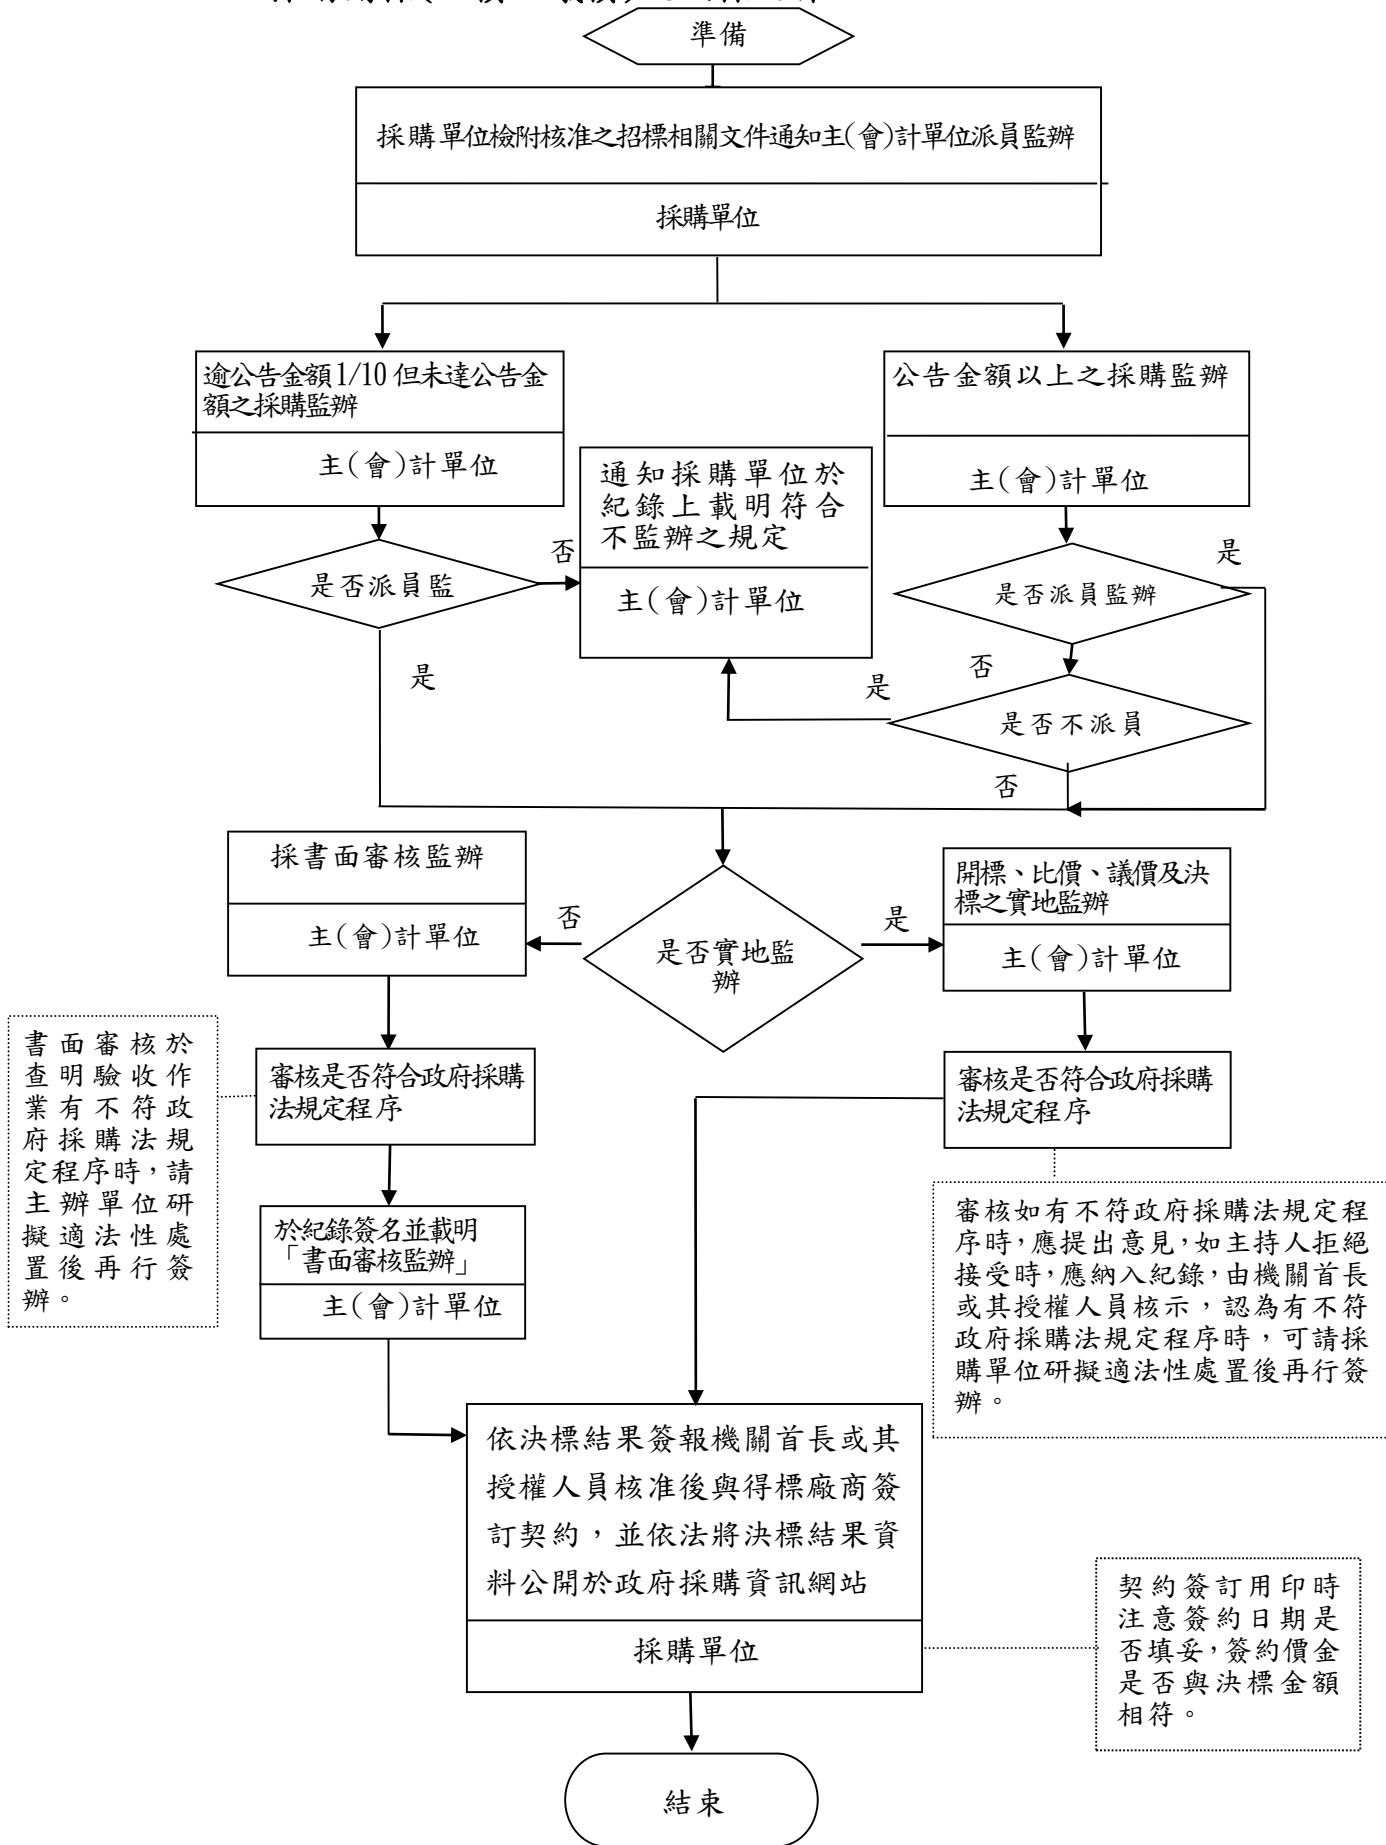 準備
採購單位檢附核准之招標相關文件通知主(會)計單位派員監辦
採購單位
逾公告金額1/10但未達公告金
額之採購監辦
主(會)計單位
公告金額以上之採購監辦
主(會)計單位
通知採購單位於
紀錄上載明符合
不監辦之規定
主(會)計單位
是否派員監
否
是
是否派員監辦
是
否
是否不派員
是
否
採書面審核監辦
主(會)計單位
否
是否實地監
辦
是
開標、比價、議價及決
標之實地監辦
主(會)計單位
書面審核於
查明驗收作
業有不符政
府採購法規
定程序時,請
主辦單位研
擬適法性處
置後再行簽
辦。
審核是否符合政府採購
法規定程序
審核是否符合政府採購
法規定程序
於紀錄簽名並載明
「書面審核監辦」
主(會)計單位
審核如有不符政府採購法規定程
序時,應提出意見,如主持人拒絕
接受時,應納入紀錄,由機關首長
或其授權人員核示,認為有不符
政府採購法規定程序時,可請採
購單位研擬適法性處置後再行簽
辦。
依決標結果簽報機關首長或其
授權人員核准後與得標廠商簽
訂契約,並依法將決標結果資
料公開於政府採購資訊網站
採購單位
契約簽訂用印時
注意簽約日期是
否填妥,簽約價金
是否與決標金額
相符。
結束